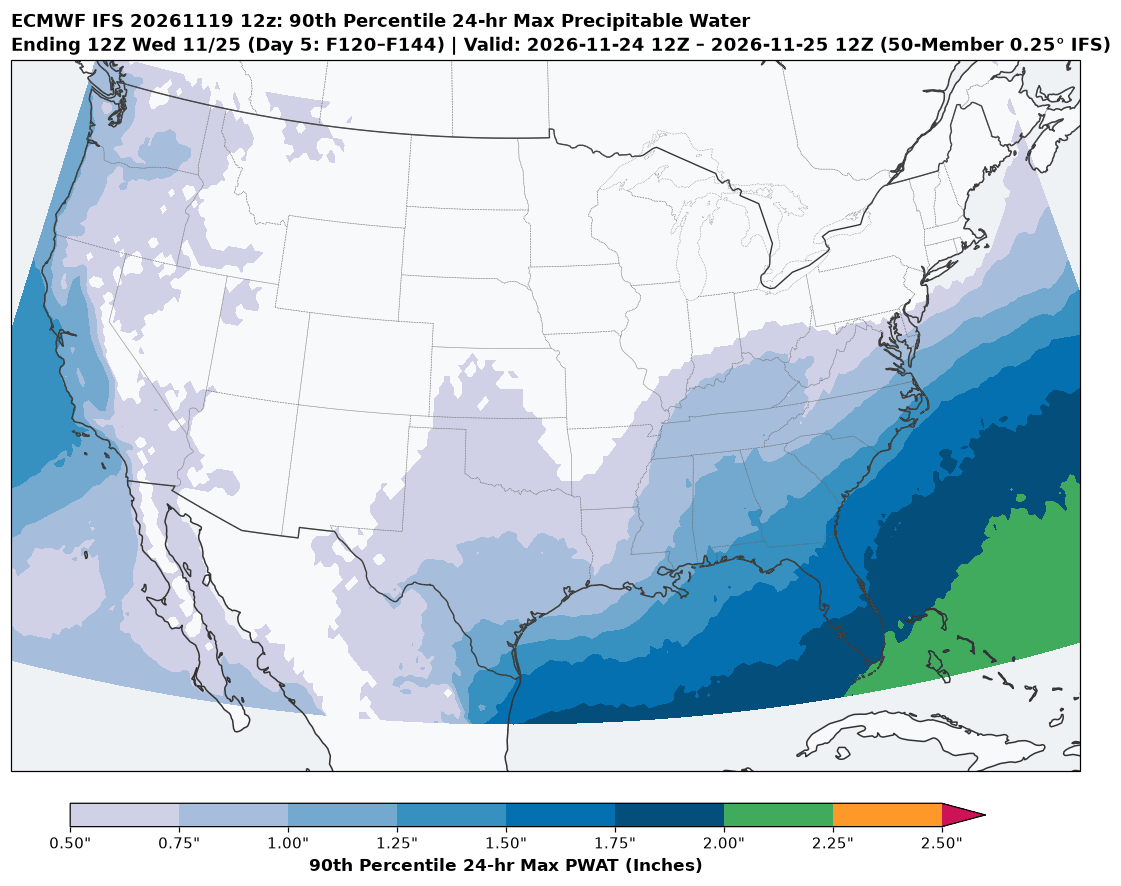 ECMWF IFS 20261119 12z: 90th Percentile 24-hr Max Precipitable Water
Ending 12Z Wed 11/25 (Day 5: F120–F144) | Valid: 2026-11-24 12Z – 2026-11-25 12Z (50-Member 0.25° IFS)
0.50" 0.75" 1.00" 1.25" 1.50" 1.75" 2.00" 2.25" 2.50"
90th Percentile 24-hr Max PWAT (Inches)